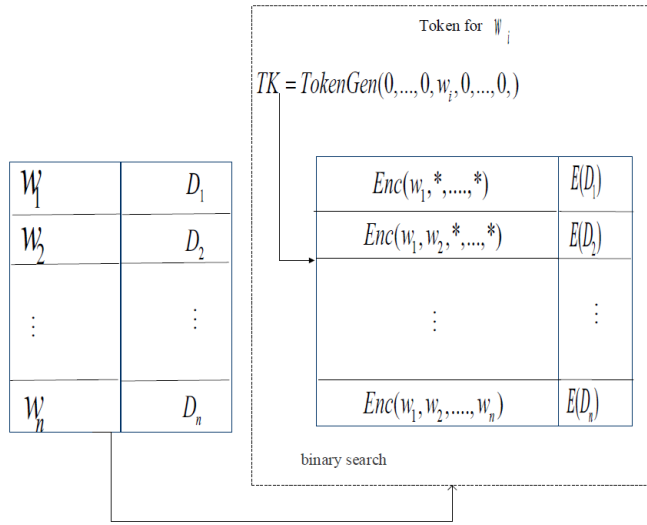 Token for w_i
TK = TokenGen(0,...,0,w_i,0,...,0,)
W_1 D_1
W_2 D_2
⋮ ⋮
W_n D_n
Enc(w_1,*,....,*) E(D_1)
Enc(w_1,w_2,*,...,*) E(D_2)
⋮ ⋮
Enc(w_1,w_2,....,w_n) E(D_n)
binary search